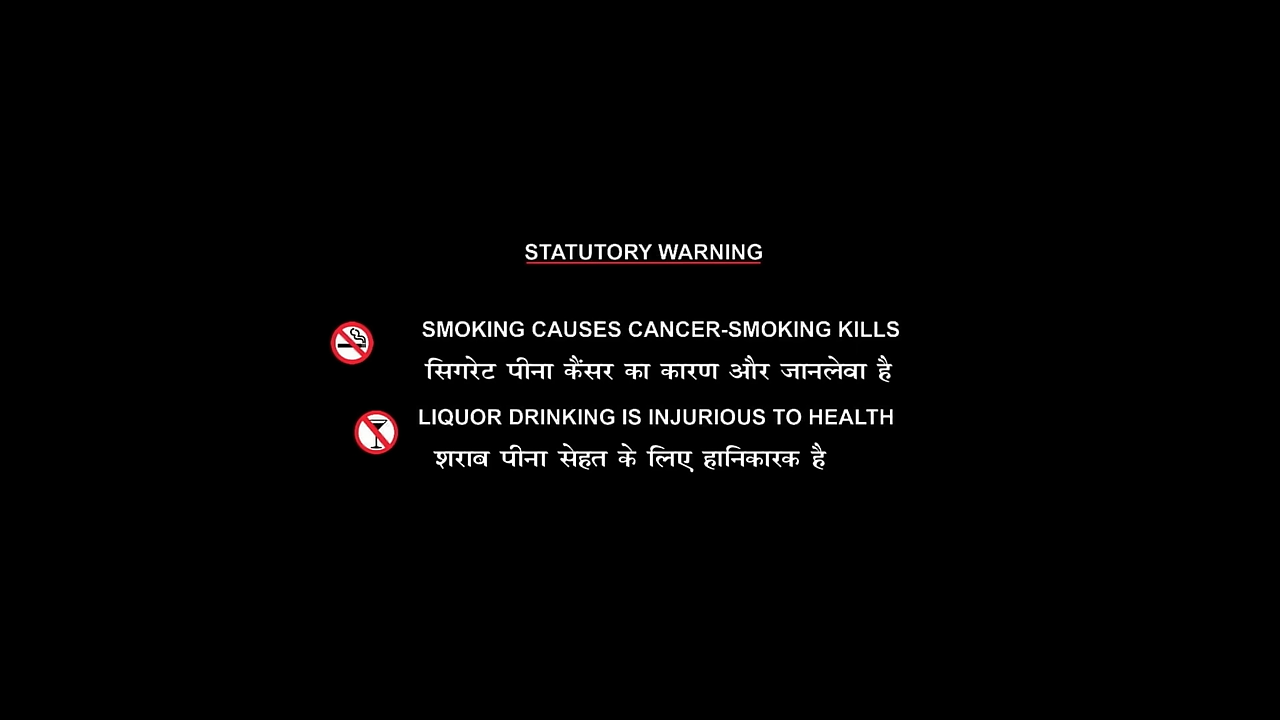 STATUTORY WARNING
SMOKING CAUSES CANCER-SMOKING KILLS
सिगरेट पीना कैंसर का कारण और जानलेवा है
LIQUOR DRINKING IS INJURIOUS TO HEALTH
शराब पीना सेहत के लिए हानिकारक है